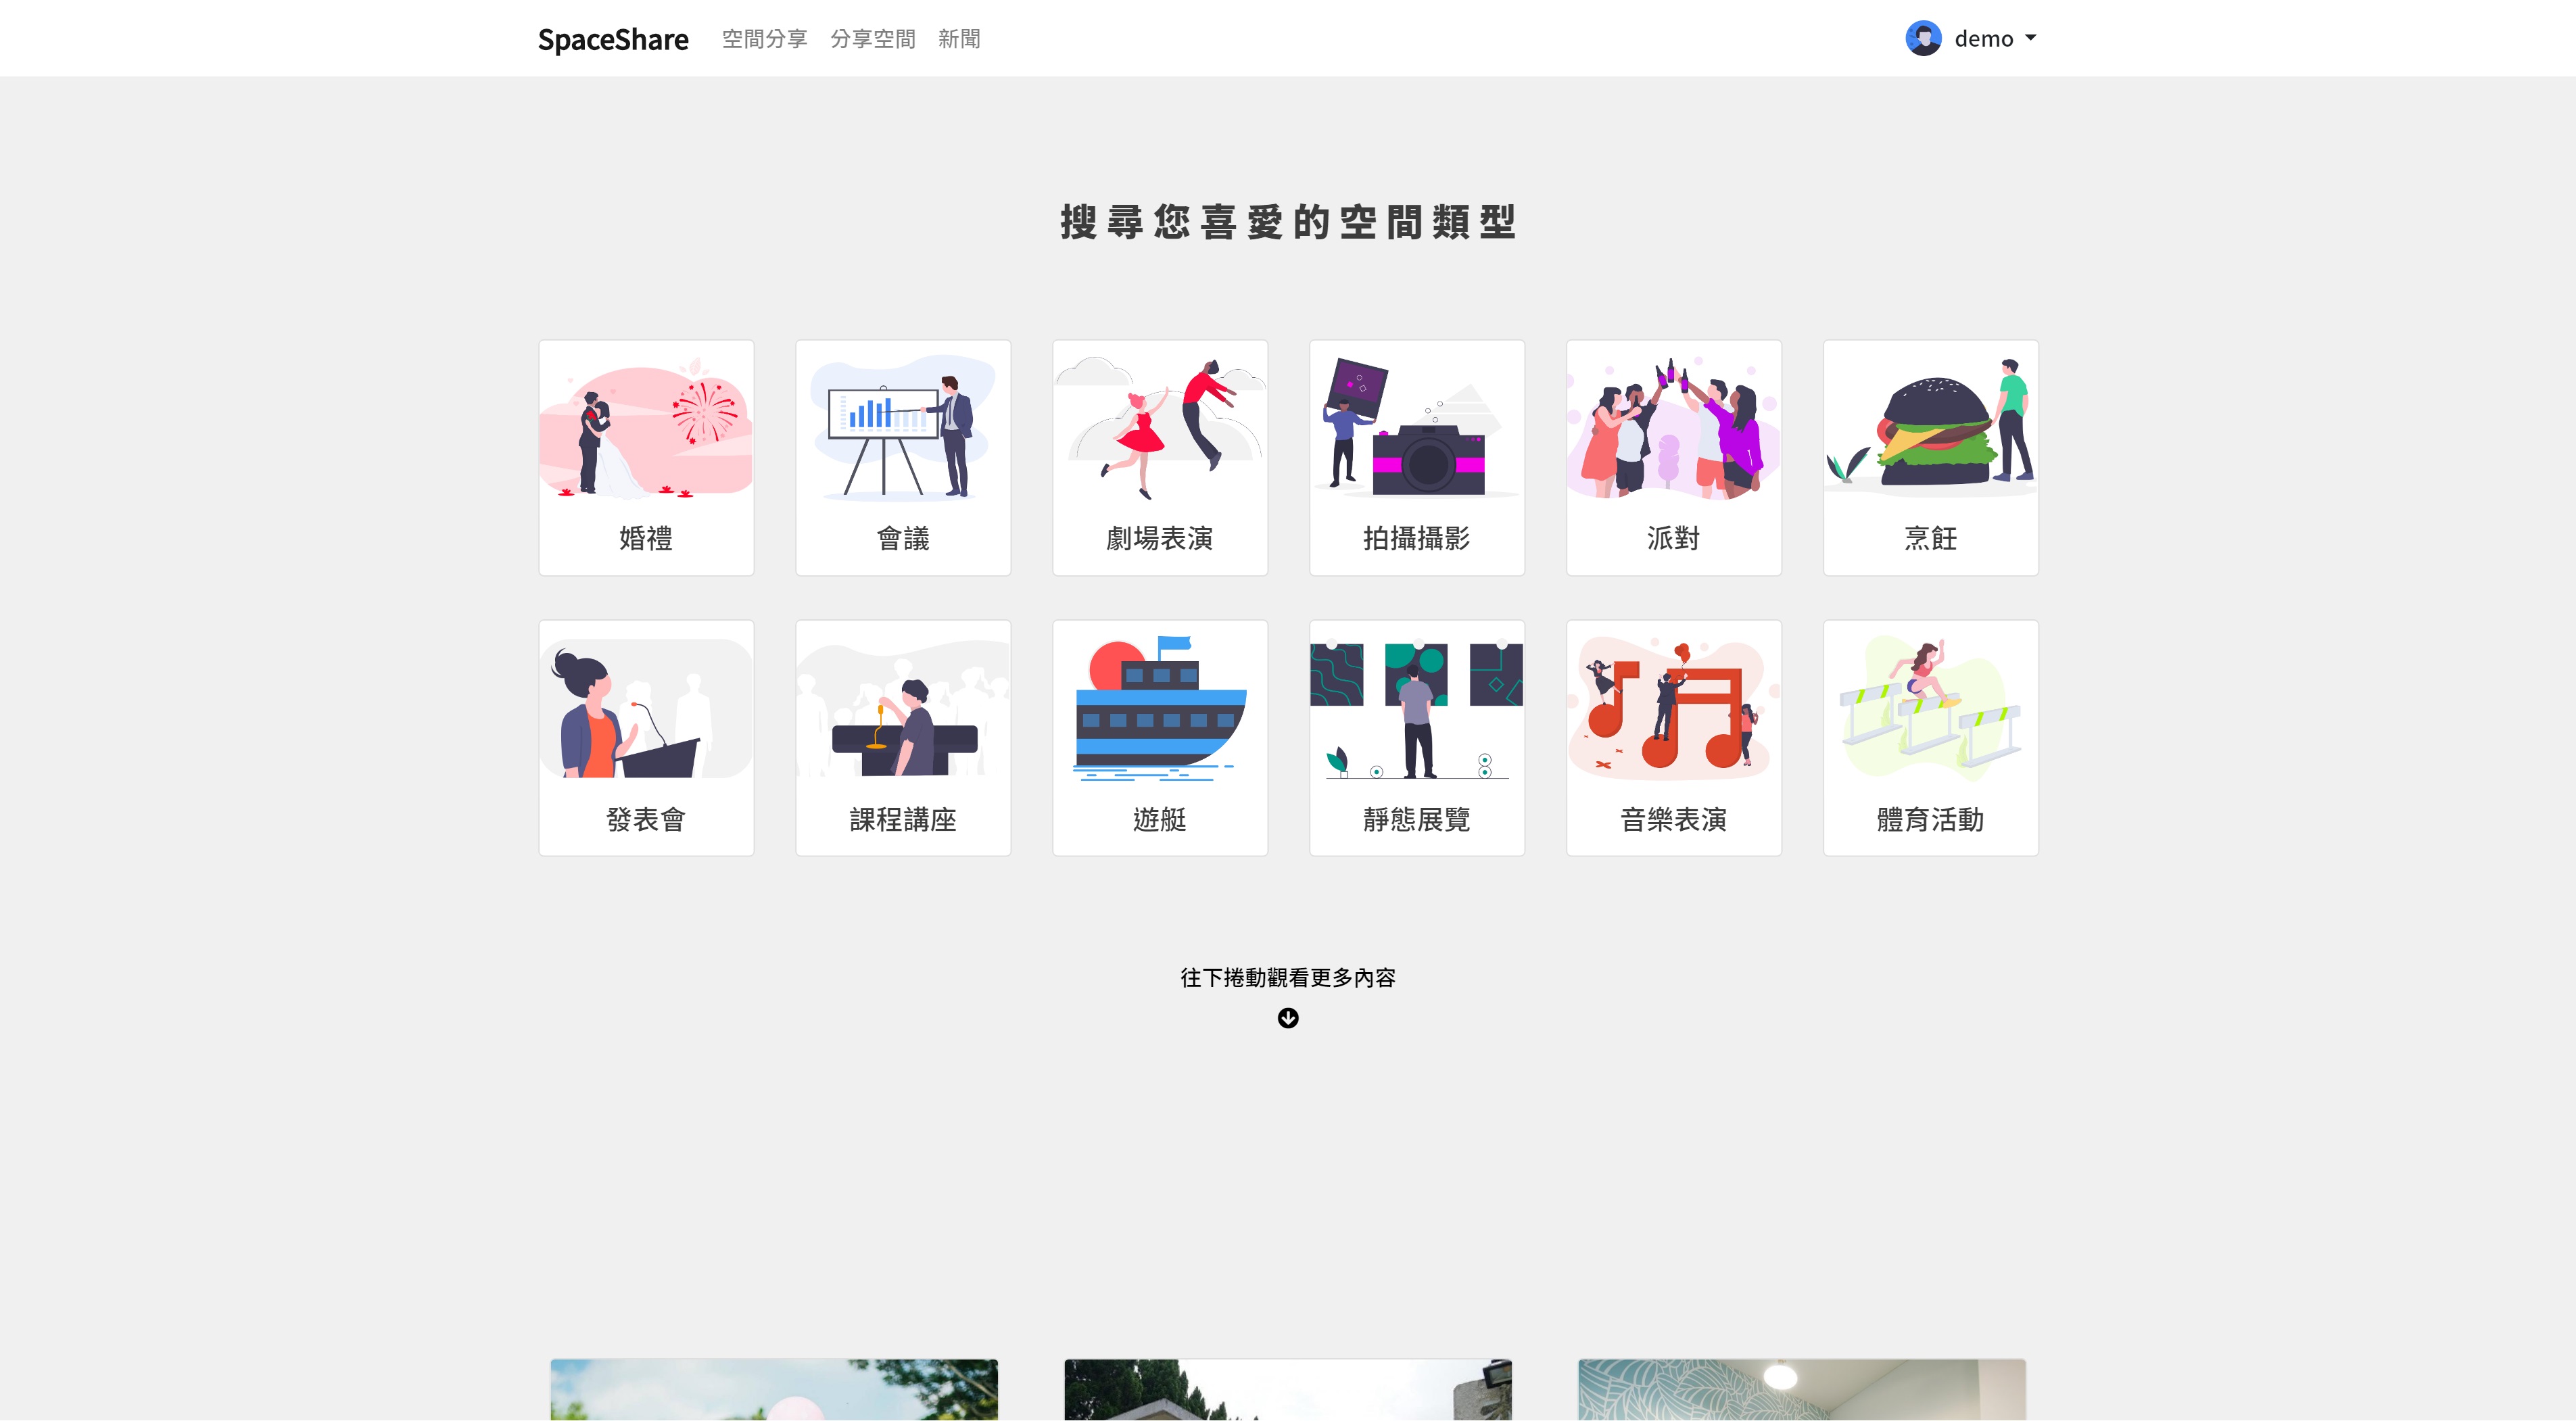 SpaceShare 空間分享 分享空間 新聞 demo
搜尋您喜愛的空間類型
婚禮 會議 劇場表演 拍攝攝影 派對 烹飪
發表會 課程講座 遊艇 靜態展覽 音樂表演 體育活動
往下捲動觀看更多內容